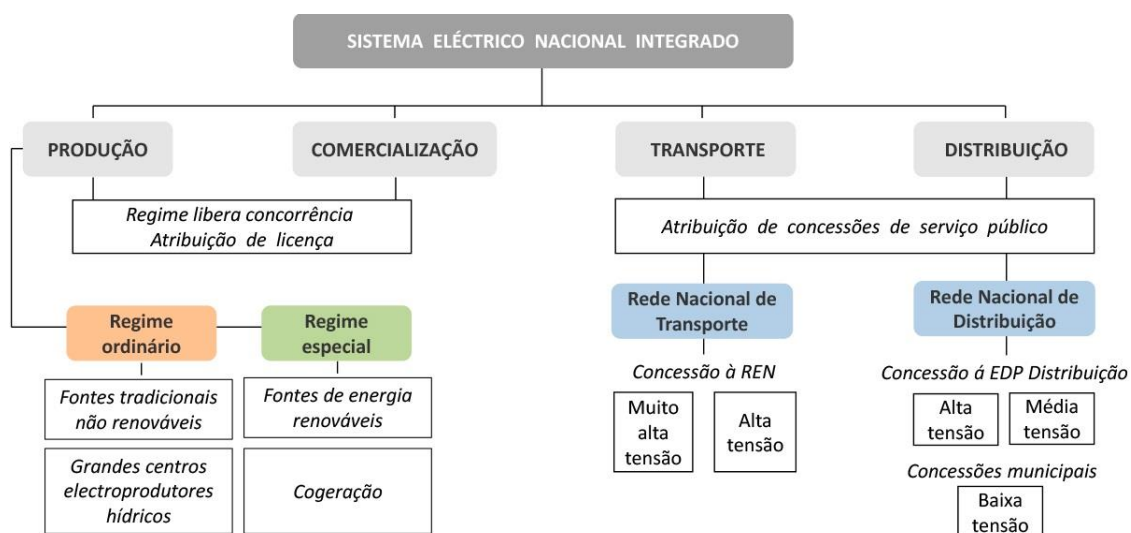 SISTEMA ELÉCTRICO NACIONAL INTEGRADO
PRODUÇÃO
COMERCIALIZAÇÃO
TRANSPORTE
DISTRIBUIÇÃO
Regime libera concorrência
Atribuição de licença
Atribuição de concessões de serviço público
Regime
ordinário
Regime
especial
Rede Nacional de
Transporte
Rede Nacional de
Distribuição
Fontes tradicionais
não renováveis
Fontes de energia
renováveis
Grandes centros
electroprodutores
hídricos
Cogeração
Concessão à REN
Muito
alta
tensão
Alta
tensão
Concessão á EDP Distribuição
Alta
tensão
Média
tensão
Concessões municipais
Baixa
tensão